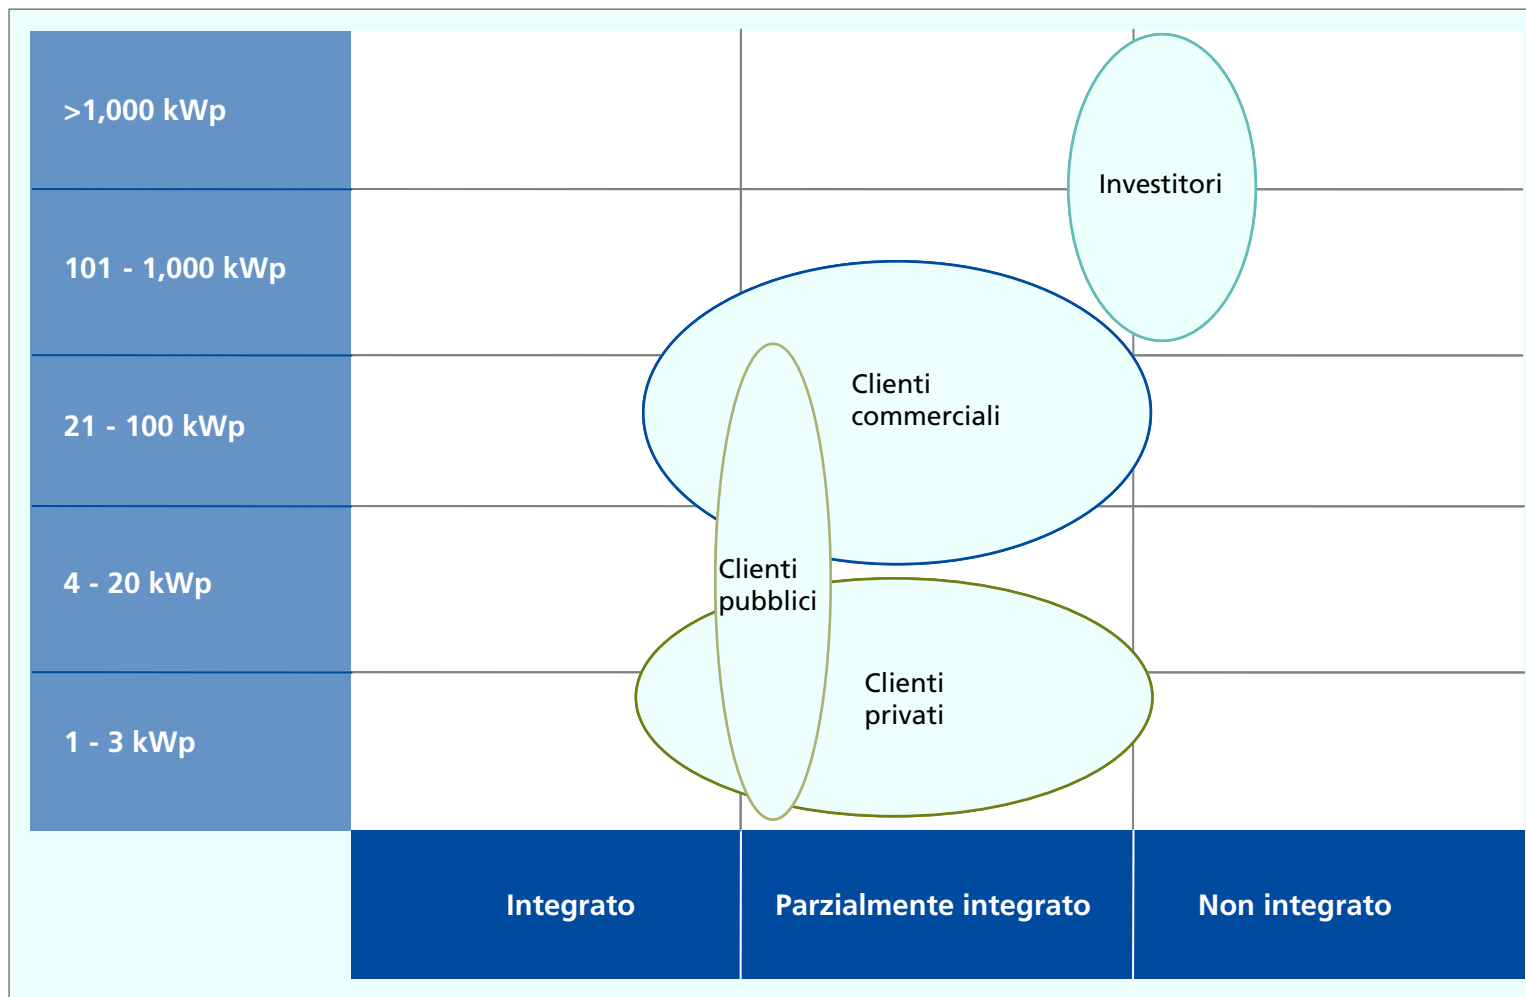 >1,000 kWp
Investitori
101 - 1,000 kWp
Clienti
commerciali
21 - 100 kWp
Clienti
pubblici
4 - 20 kWp
Clienti
privati
1 - 3 kWp
Integrato
Parzialmente integrato
Non integrato